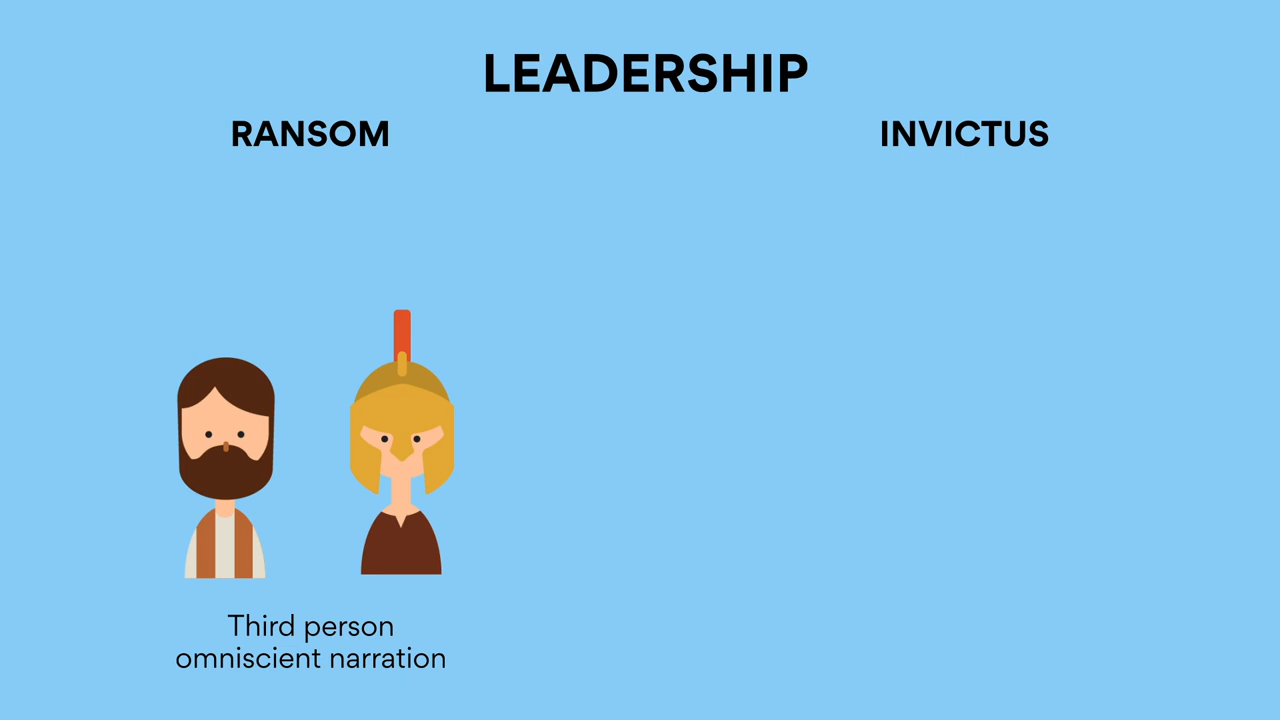 LEADERSHIP
RANSOM
INVICTUS
Third person
omniscient narration